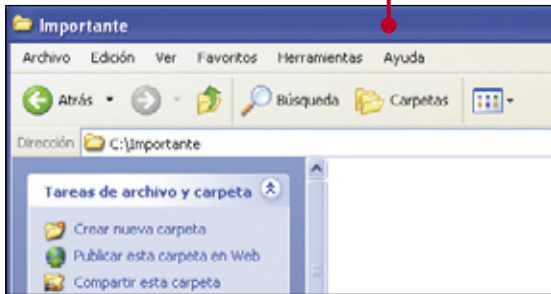 Importante
Archivo Edición Ver Favoritos Herramientas Ayuda
Atrás Búsqueda Carpetas
Dirección C:\Importante
Tareas de archivo y carpeta
Crear nueva carpeta
Publicar esta carpeta en Web
Compartir esta carpeta